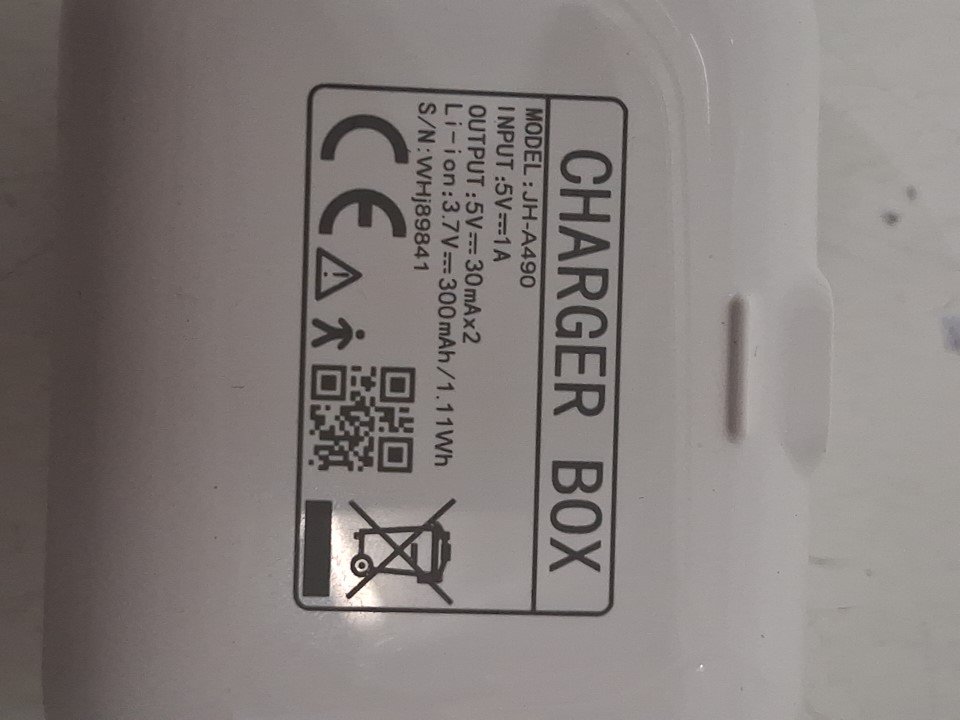 CHARGER BOX
MODEL:JH-A490
INPUT:5V⎓1A
OUTPUT:5V⎓30mAx2
Li-ion:3.7V⎓300mAh/1.11Wh
S/N:WHj89841
CE